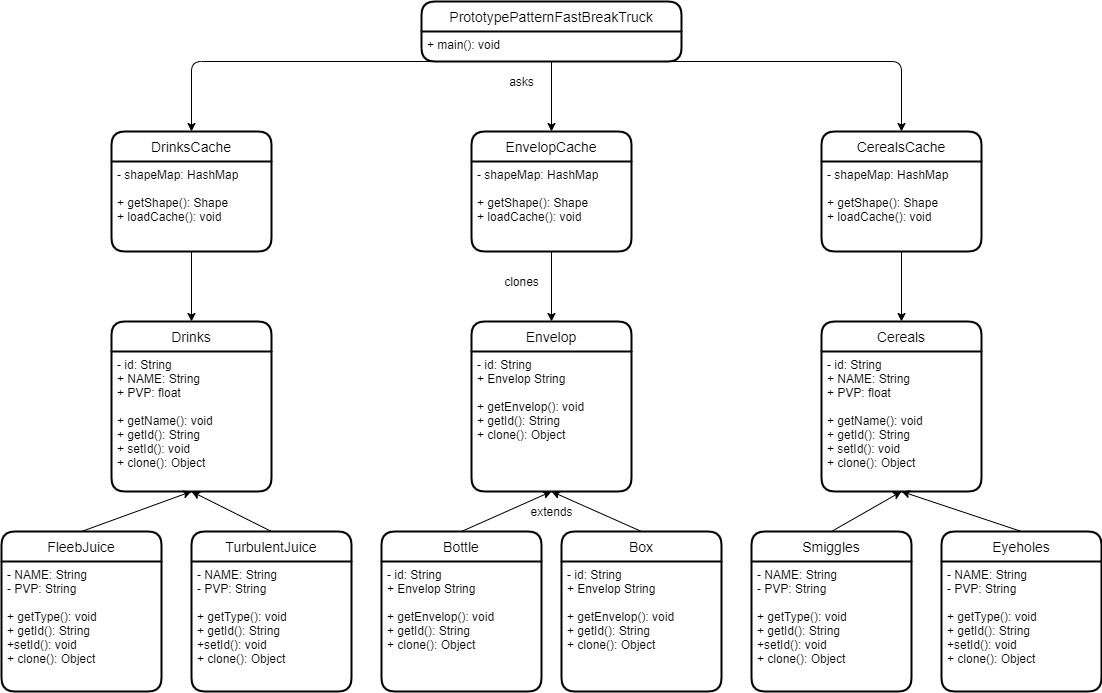 PrototypePatternFastBreakTruck
+ main(): void
asks
DrinksCache
- shapeMap: HashMap
+ getShape(): Shape
+ loadCache(): void
EnvelopCache
- shapeMap: HashMap
+ getShape(): Shape
+ loadCache(): void
CerealsCache
- shapeMap: HashMap
+ getShape(): Shape
+ loadCache(): void
clones
Drinks
- id: String
+ NAME: String
+ PVP: float
+ getName(): void
+ getId(): String
+ setId(): void
+ clone(): Object
Envelop
- id: String
+ Envelop String
+ getEnvelop(): void
+ getId(): String
+ clone(): Object
Cereals
- id: String
+ NAME: String
+ PVP: float
+ getName(): void
+ getId(): String
+ setId(): void
+ clone(): Object
extends
FleebJuice
- NAME: String
- PVP: String
+ getType(): void
+ getId(): String
+setId(): void
+ clone(): Object
TurbulentJuice
- NAME: String
- PVP: String
+ getType(): void
+ getId(): String
+setId(): void
+ clone(): Object
Bottle
- id: String
+ Envelop String
+ getEnvelop(): void
+ getId(): String
+ clone(): Object
Box
- id: String
+ Envelop String
+ getEnvelop(): void
+ getId(): String
+ clone(): Object
Smiggles
- NAME: String
- PVP: String
+ getType(): void
+ getId(): String
+setId(): void
+ clone(): Object
Eyeholes
- NAME: String
- PVP: String
+ getType(): void
+ getId(): String
+setId(): void
+ clone(): Object